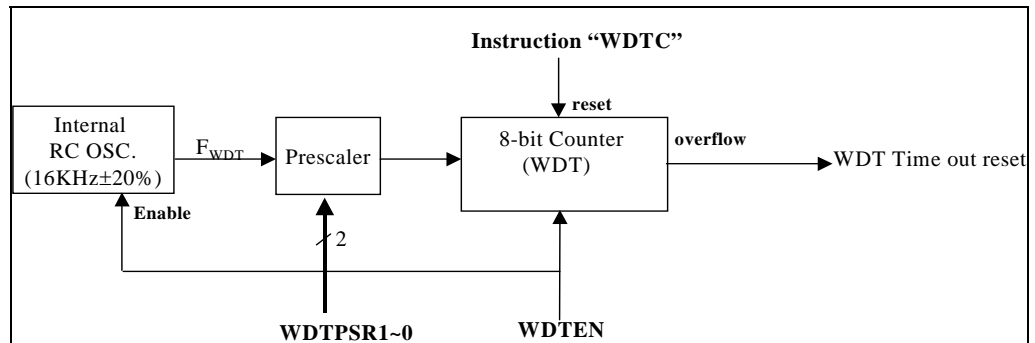 Instruction “WDTC”
reset
Internal
RC OSC.
(16KHz±20%)
F_WDT
Prescaler
8-bit Counter
(WDT)
overflow
WDT Time out reset
Enable
2
WDTPSR1~0
WDTEN